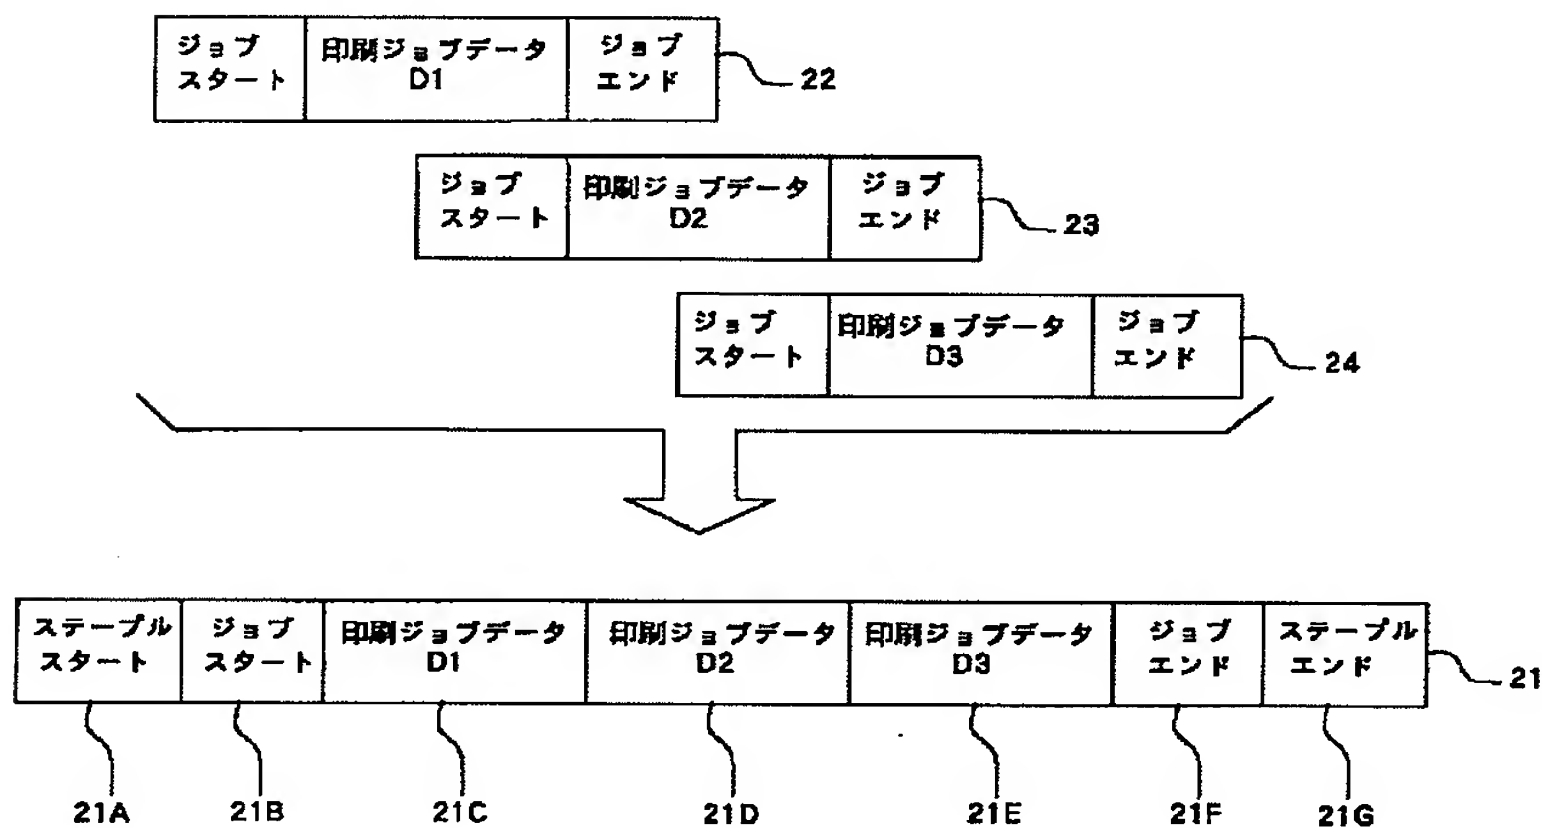 ジョブ
スタート
印刷ジョブデータ
D1
ジョブ
エンド
22
ジョブ
スタート
印刷ジョブデータ
D2
ジョブ
エンド
23
ジョブ
スタート
印刷ジョブデータ
D3
ジョブ
エンド
24
ステープル
スタート
ジョブ
スタート
印刷ジョブデータ
D1
印刷ジョブデータ
D2
印刷ジョブデータ
D3
ジョブ
エンド
ステープル
エンド
21
21A
21B
21C
21D
21E
21F
21G